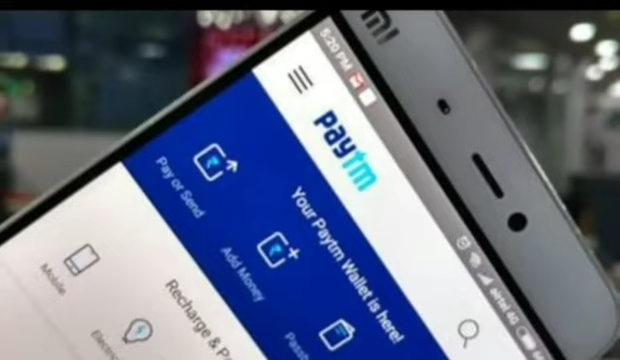 mi
5:20 PM
airtel 4G
paytm
Your Paytm Wallet is here!
Pay or Send
Add Money
Recharge &
Mobile